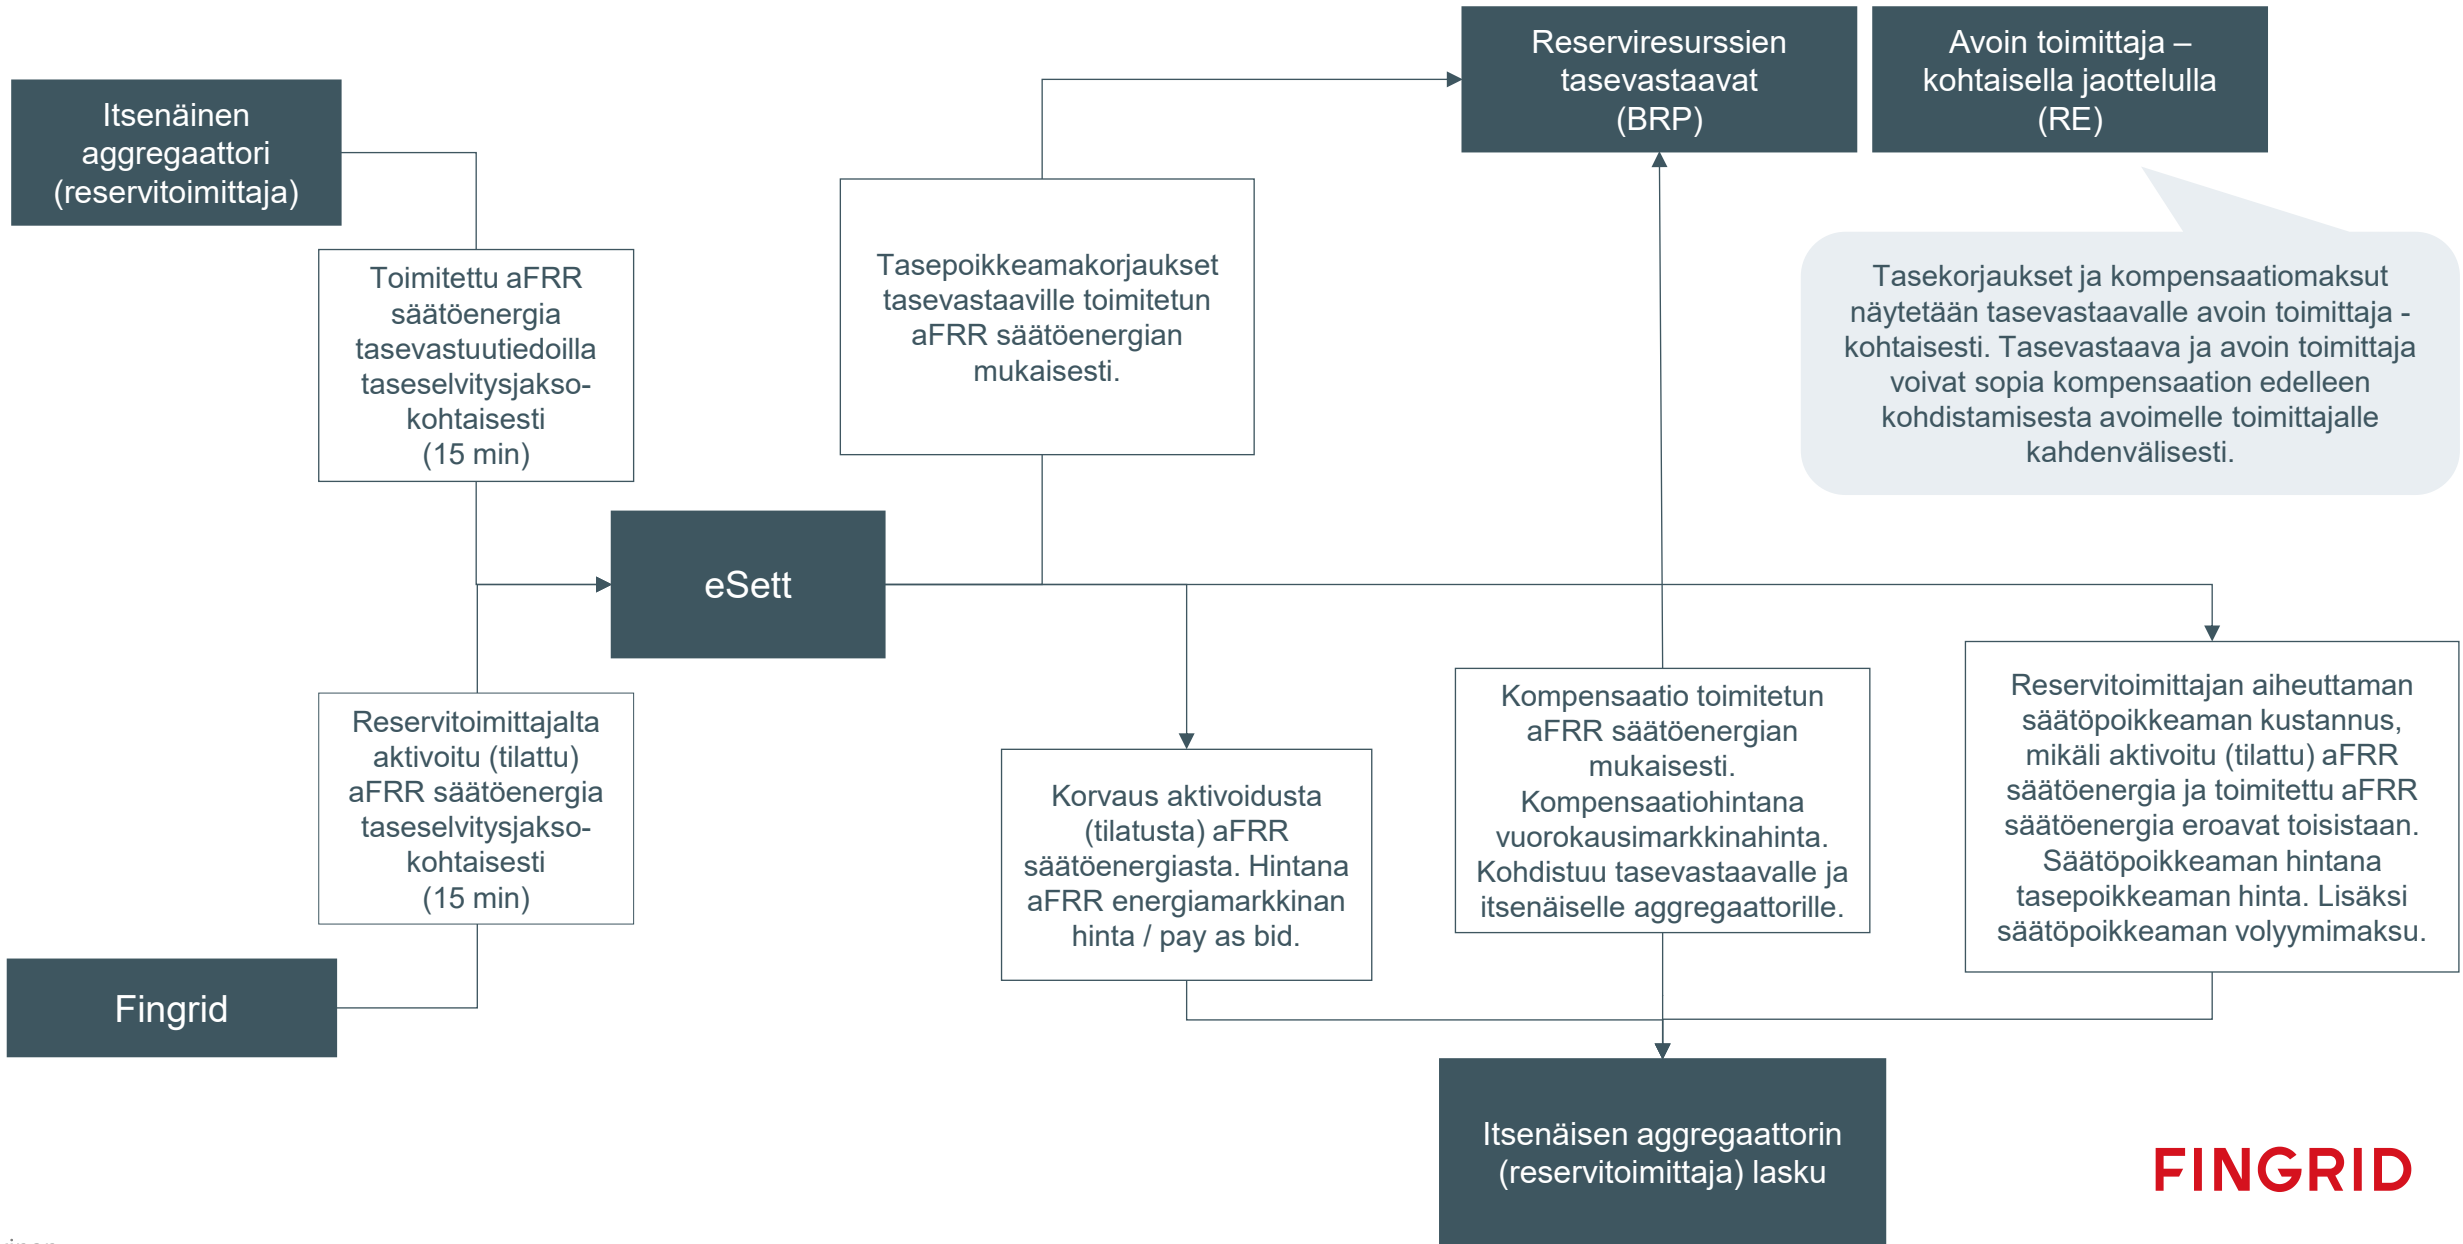 Itsenäinen
aggregaattori
(reservitoimittaja)
Reserviresurssien
tasevastaavat
(BRP)
Avoin toimittaja –
kohtaisella jaottelulla
(RE)
Toimitettu aFRR
säätöenergia
tasevastuutiedoilla
taseselvitysjakso-
kohtaisesti
(15 min)
Tasepoikkeamakorjaukset
tasevastaaville toimitetun
aFRR säätöenergian
mukaisesti.
Tasekorjaukset ja kompensaatiomaksut
näytetään tasevastaavalle avoin toimittaja -
kohtaisesti. Tasevastaava ja avoin toimittaja
voivat sopia kompensaation edelleen
kohdistamisesta avoimelle toimittajalle
kahdenvälisesti.
eSett
Reservitoimittajalta
aktivoitu (tilattu)
aFRR säätöenergia
taseselvitysjakso-
kohtaisesti
(15 min)
Fingrid
Korvaus aktivoidusta
(tilatusta) aFRR
säätöenergiasta. Hintana
aFRR energiamarkkinan
hinta / pay as bid.
Kompensaatio toimitetun
aFRR säätöenergian
mukaisesti.
Kompensaatiohintana
vuorokausimarkkinahinta.
Kohdistuu tasevastaavalle ja
itsenäiselle aggregaattorille.
Reservitoimittajan aiheuttaman
säätöpoikkeaman kustannus,
mikäli aktivoitu (tilattu) aFRR
säätöenergia ja toimitettu aFRR
säätöenergia eroavat toisistaan.
Säätöpoikkeaman hintana
tasepoikkeaman hinta. Lisäksi
säätöpoikkeaman volyymimaksu.
Itsenäisen aggregaattorin
(reservitoimittaja) lasku
FINGRID